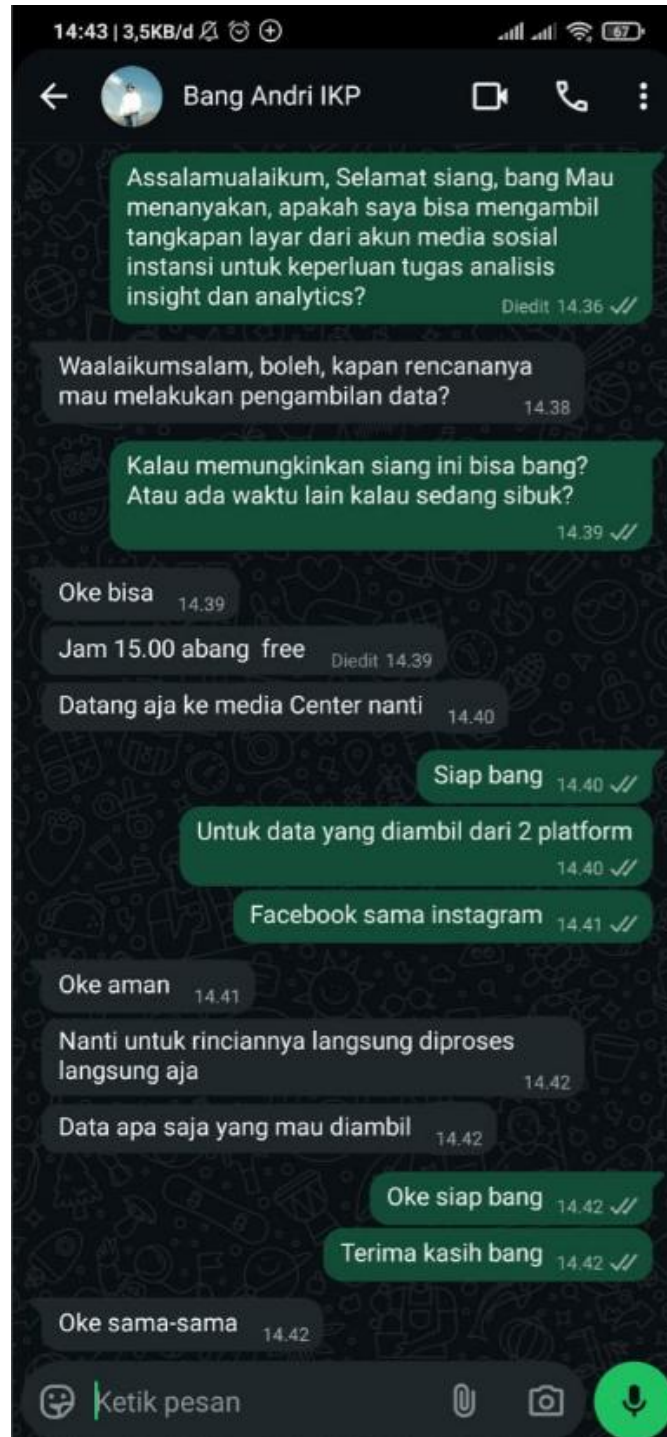 14:43 | 3,5KB/d
67
Bang Andri IKP
Assalamualaikum, Selamat siang, bang Mau
menanyakan, apakah saya bisa mengambil
tangkapan layar dari akun media sosial
instansi untuk keperluan tugas analisis
insight dan analytics?
Diedit 14.36
Waalaikumsalam, boleh, kapan rencananya
mau melakukan pengambilan data?
14.38
Kalau memungkinkan siang ini bisa bang?
Atau ada waktu lain kalau sedang sibuk?
14.39
Oke bisa 14.39
Jam 15.00 abang free Diedit 14.39
Datang aja ke media Center nanti 14.40
Siap bang 14.40
Untuk data yang diambil dari 2 platform
14.40
Facebook sama instagram 14.41
Oke aman 14.41
Nanti untuk rinciannya langsung diproses
langsung aja
14.42
Data apa saja yang mau diambil 14.42
Oke siap bang 14.42
Terima kasih bang 14.42
Oke sama-sama 14.42
Ketik pesan